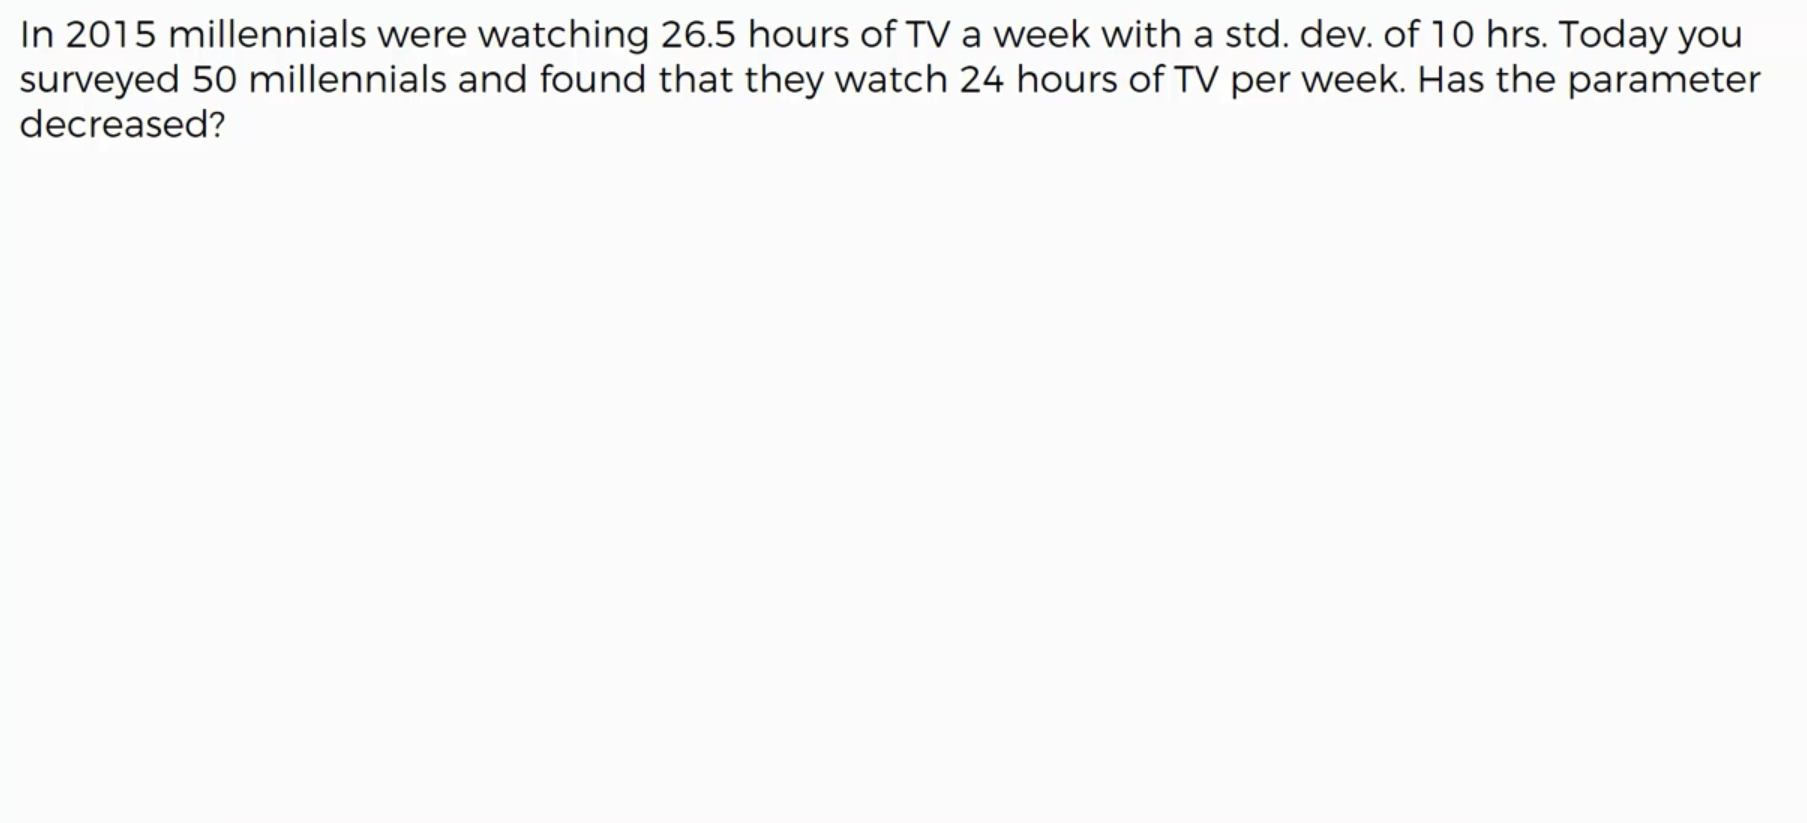 In 2015 millennials were watching 26.5 hours of TV a week with a std. dev. of 10 hrs. Today you
surveyed 50 millennials and found that they watch 24 hours of TV per week. Has the parameter
decreased?